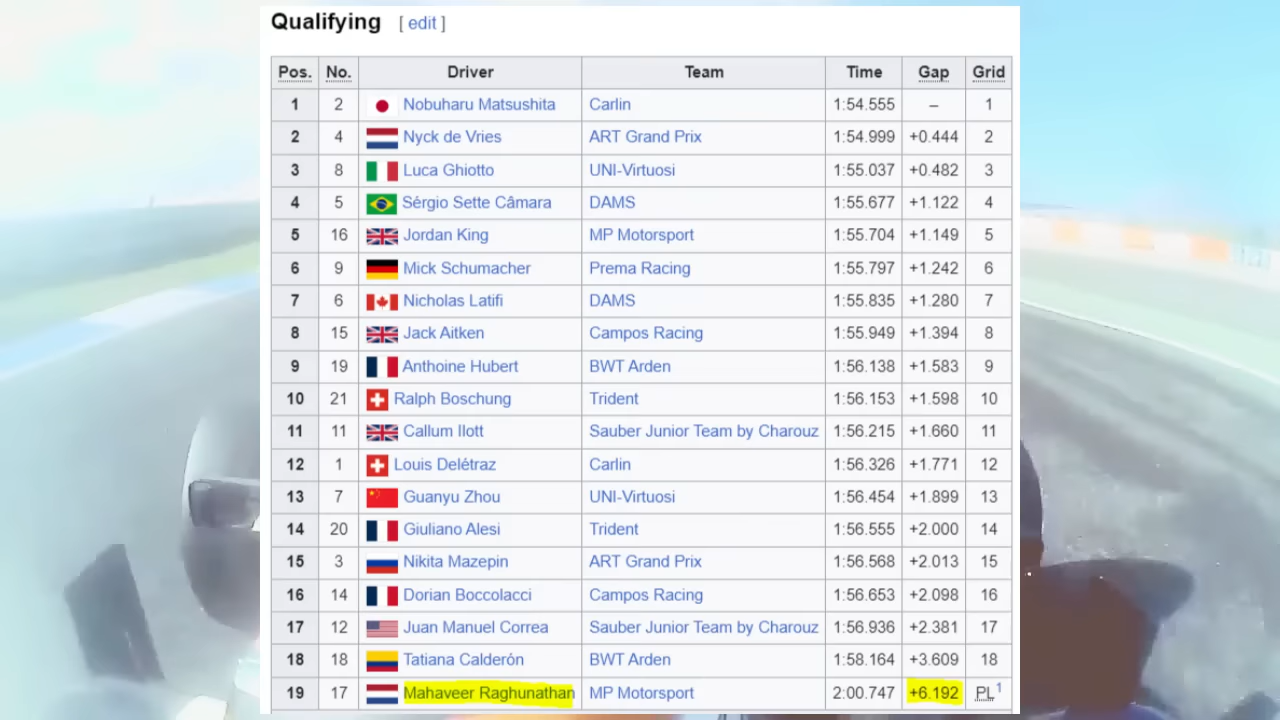 Qualifying [ edit ]
Pos. No. Driver Team Time Gap Grid
1 2 Nobuharu Matsushita Carlin 1:54.555 – 1
2 4 Nyck de Vries ART Grand Prix 1:54.999 +0.444 2
3 8 Luca Ghiotto UNI-Virtuosi 1:55.037 +0.482 3
4 5 Sérgio Sette Câmara DAMS 1:55.677 +1.122 4
5 16 Jordan King MP Motorsport 1:55.704 +1.149 5
6 9 Mick Schumacher Prema Racing 1:55.797 +1.242 6
7 6 Nicholas Latifi DAMS 1:55.835 +1.280 7
8 15 Jack Aitken Campos Racing 1:55.949 +1.394 8
9 19 Anthoine Hubert BWT Arden 1:56.138 +1.583 9
10 21 Ralph Boschung Trident 1:56.153 +1.598 10
11 11 Callum Ilott Sauber Junior Team by Charouz 1:56.215 +1.660 11
12 1 Louis Delétraz Carlin 1:56.326 +1.771 12
13 7 Guanyu Zhou UNI-Virtuosi 1:56.454 +1.899 13
14 20 Giuliano Alesi Trident 1:56.555 +2.000 14
15 3 Nikita Mazepin ART Grand Prix 1:56.568 +2.013 15
16 14 Dorian Boccolacci Campos Racing 1:56.653 +2.098 16
17 12 Juan Manuel Correa Sauber Junior Team by Charouz 1:56.936 +2.381 17
18 18 Tatiana Calderón BWT Arden 1:58.164 +3.609 18
19 17 Mahaveer Raghunathan MP Motorsport 2:00.747 +6.192 PL1